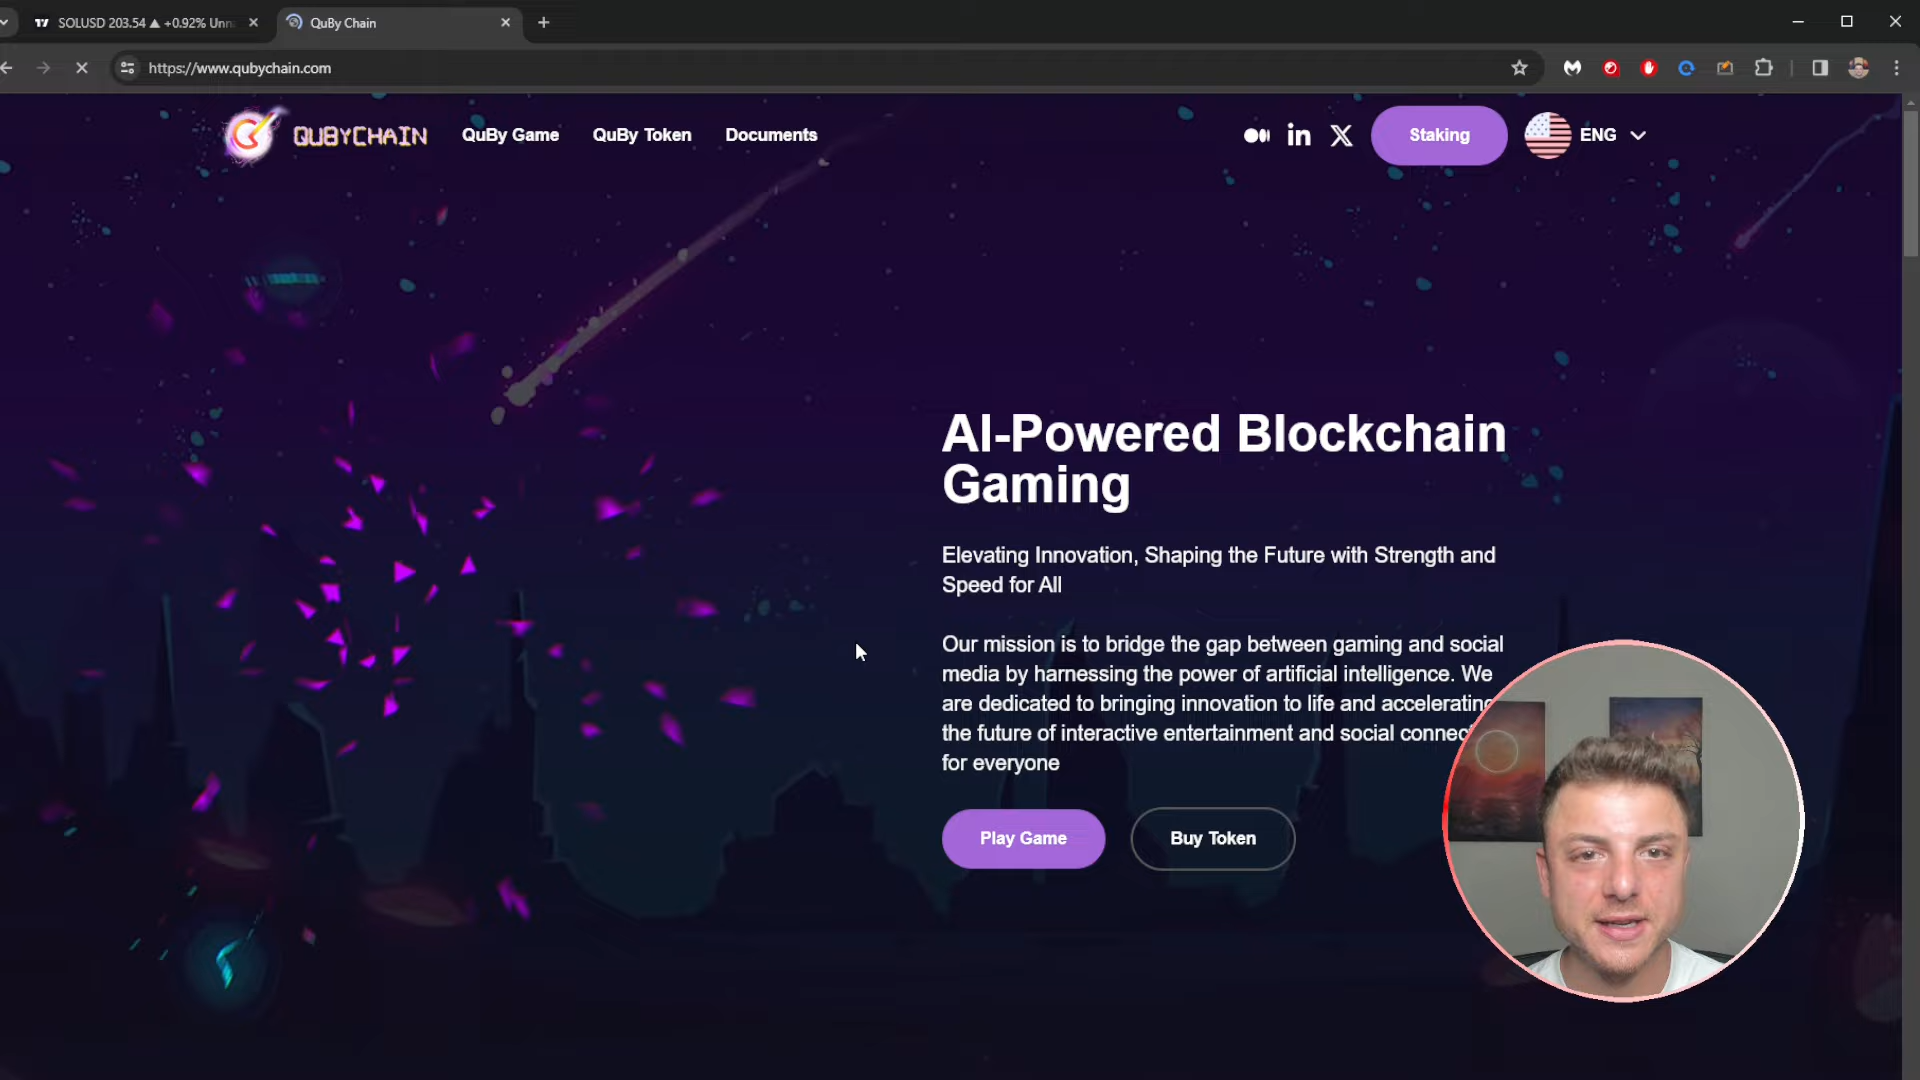 SOLUSD 203.54 ▲ +0.92% Unn
QuBy Chain
https://www.qubychain.com
QUBYCHAIN
QuBy Game
QuBy Token
Documents
Staking
ENG
AI-Powered Blockchain
Gaming
Elevating Innovation, Shaping the Future with Strength and
Speed for All
Our mission is to bridge the gap between gaming and social
media by harnessing the power of artificial intelligence. We
are dedicated to bringing innovation to life and accelerating
the future of interactive entertainment and social connec
for everyone
Play Game
Buy Token